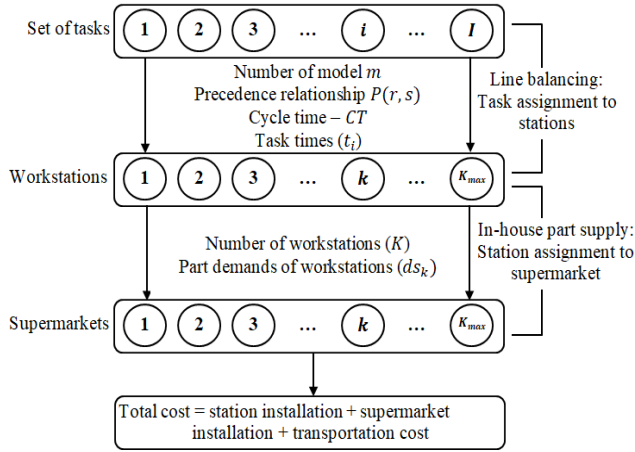 Set of tasks 1 2 3 ... i ... I
Number of model m
Precedence relationship P(r, s)
Cycle time – CT
Task times (tᵢ)
Line balancing:
Task assignment to
stations
Workstations 1 2 3 ... k ... Kₘₐₓ
Number of workstations (K)
Part demands of workstations (dsₖ)
In-house part supply:
Station assignment to
supermarket
Supermarkets 1 2 3 ... k ... Kₘₐₓ
Total cost = station installation + supermarket
installation + transportation cost